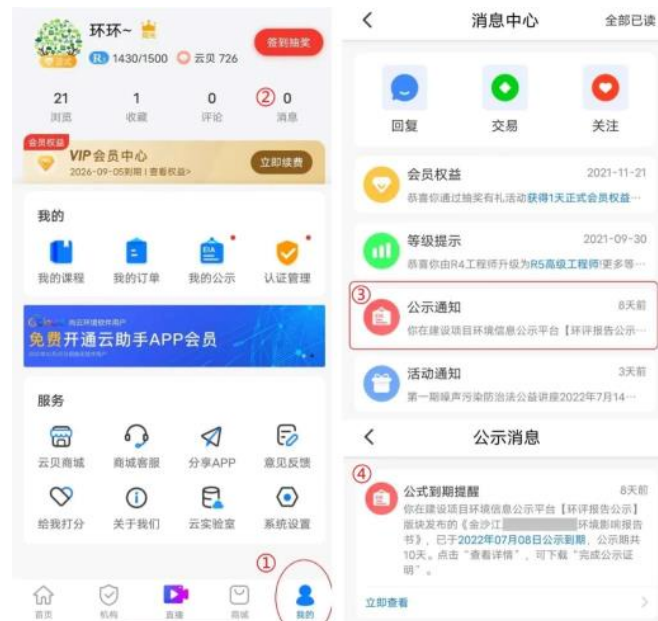 环环~
1430/1500 云贝 726
签到抽奖
21 1 0 ② 0
浏览 收藏 评论 消息
会员权益
VIP会员中心
2026-09-05到期 | 查看权益>
立即续费
我的
我的课程 我的订单 我的公示 认证管理
尚云环境软件用户
免费开通云助手APP会员
服务
云贝商城 商城客服 分享APP 意见反馈
给我打分 关于我们 云实验室 系统设置
①
首页 机构 直播 商城 我的
消息中心 全部已读
回复 交易 关注
会员权益 2021-11-21
恭喜你通过抽奖有礼活动获得1天正式会员权益…
等级提示 2021-09-30
恭喜你由R4工程师升级为R5高级工程师!更多等…
③
公示通知 8天前
你在建设项目环境信息公示平台【环评报告公示…
活动通知 3天前
第一期噪声污染防治法公益讲座2022年7月14…
公示消息
④
公式到期提醒 8天前
你在建设项目环境信息公示平台【环评报告公示】
版块发布的《金沙江 环境影响报告
书》，已于2022年07月08日公示到期，公示期共
10天。点击“查看详情”，可下载“完成公示证
明”。
立即查看